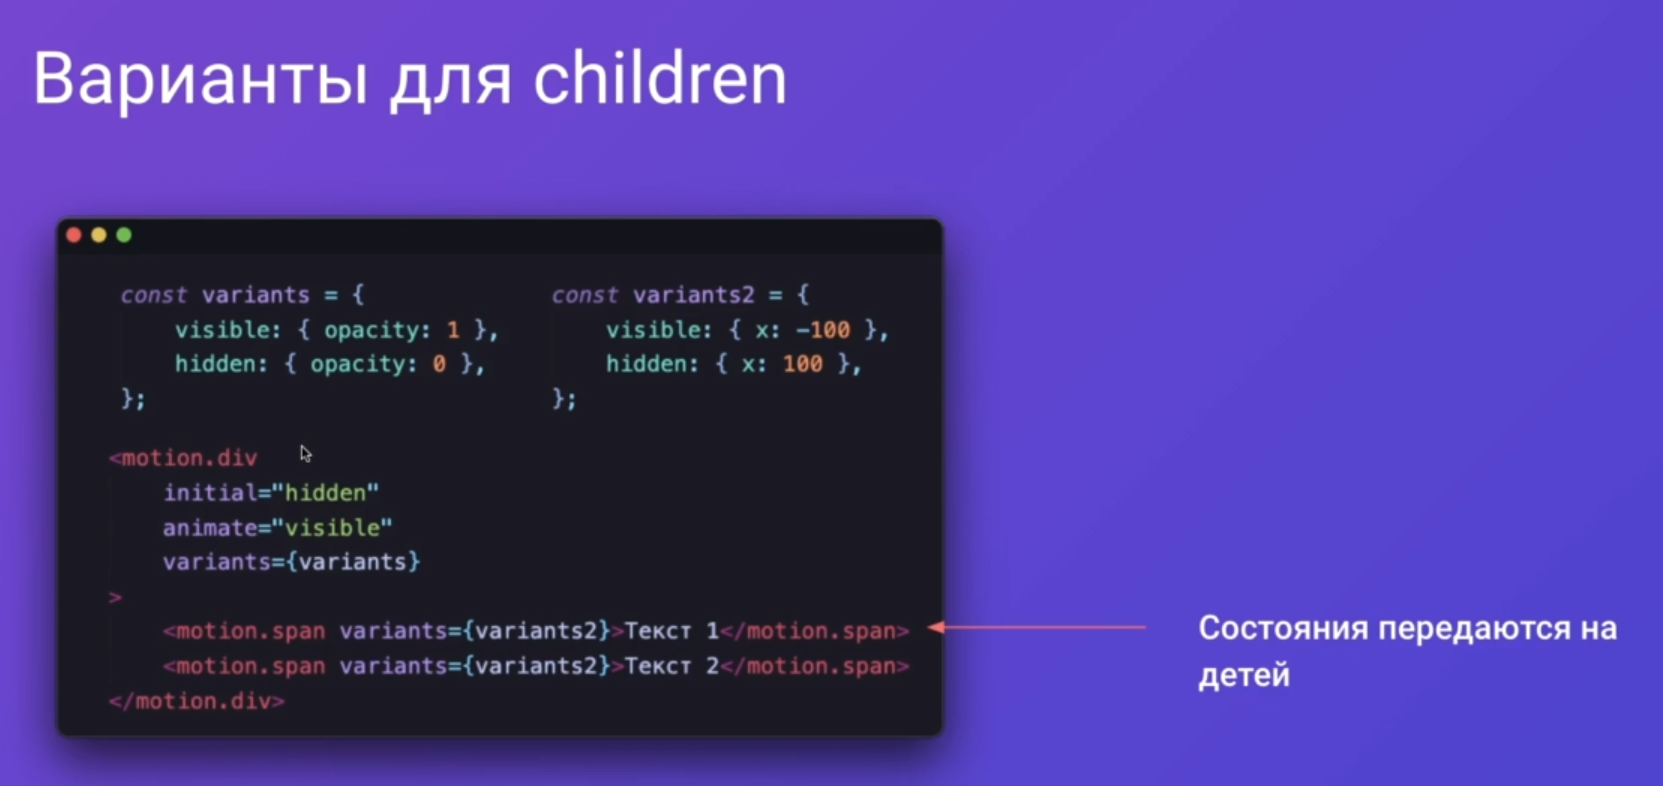 Варианты для children
const variants = {
visible: { opacity: 1 },
hidden: { opacity: 0 },
};
const variants2 = {
visible: { x: -100 },
hidden: { x: 100 },
};
<motion.div
initial="hidden"
animate="visible"
variants={variants}
>
<motion.span variants={variants2}>Текст 1</motion.span>
<motion.span variants={variants2}>Текст 2</motion.span>
</motion.div>
Состояния передаются на
детей